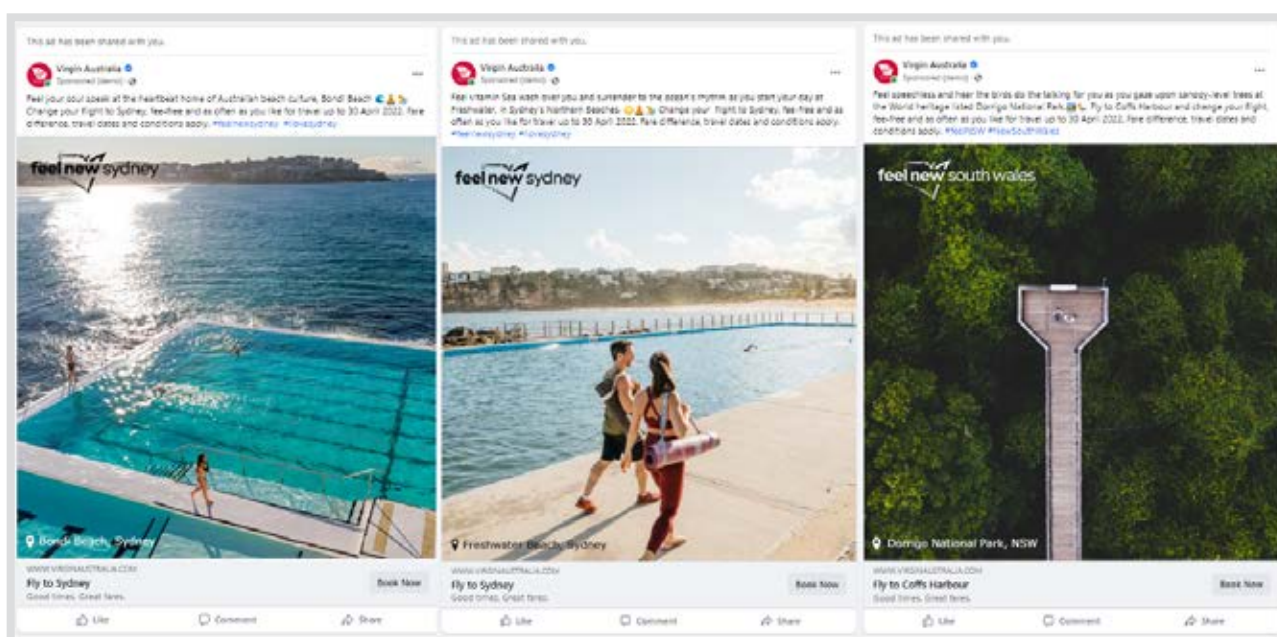 This ad has been shared with you.
Virgin Australia
Sponsored (demo)
Feel your soul speak at the heartbeat home of Australian beach culture, Bondi Beach
Change your flight to Sydney, fee-free and as often as you like for travel up to 30 April 2022. Fare
difference, travel dates and conditions apply. #feelnewsydney #ilovesydney
feel new sydney
Bondi Beach, Sydney
WWW.VIRGINAUSTRALIA.COM
Fly to Sydney
Good times. Great fares.
Book Now
Like
Comment
Share
This ad has been shared with you.
Virgin Australia
Sponsored (demo)
Feel Vitamin Sea wash over you and surrender to the ocean's rhythm as you start your day at
Freshwater, in Sydney's Northern Beaches. Change your flight to Sydney, fee-free and as
often as you like for travel up to 30 April 2022. Fare difference, travel dates and conditions apply.
#feelnewsydney #ilovesydney
feel new sydney
Freshwater Beach, Sydney
WWW.VIRGINAUSTRALIA.COM
Fly to Sydney
Good times. Great fares.
Book Now
Like
Comment
Share
This ad has been shared with you.
Virgin Australia
Sponsored (demo)
Feel speechless and hear the birds do the talking for you as you gaze upon canopy-level trees at
the World heritage listed Dorrigo National Park. Fly to Coffs Harbour and change your flight,
fee-free and as often as you like for travel up to 30 April 2022. Fare difference, travel dates and
conditions apply. #feelNSW #NewSouthWales
feel new south wales
Dorrigo National Park, NSW
WWW.VIRGINAUSTRALIA.COM
Fly to Coffs Harbour
Good times. Great fares.
Book Now
Like
Comment
Share